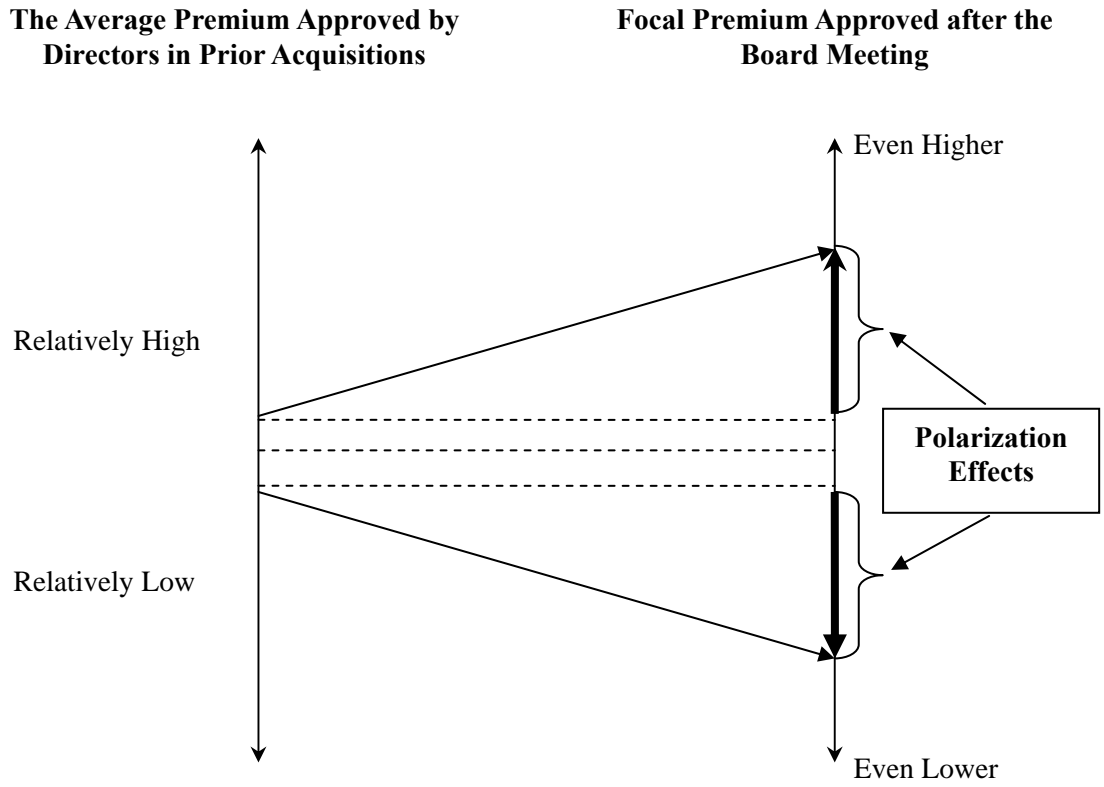 The Average Premium Approved by
Directors in Prior Acquisitions
Focal Premium Approved after the
Board Meeting
Even Higher
Relatively High
Polarization
Effects
Relatively Low
Even Lower